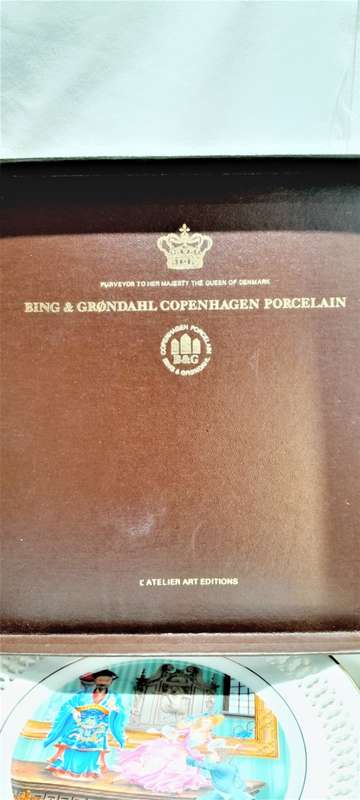 PURVEYOR TO HER MAJESTY THE QUEEN OF DENMARK
BING & GRØNDAHL COPENHAGEN PORCELAIN
COPENHAGEN PORCELAIN
B&G
BING & GRØNDAHL
L'ATELIER ART EDITIONS